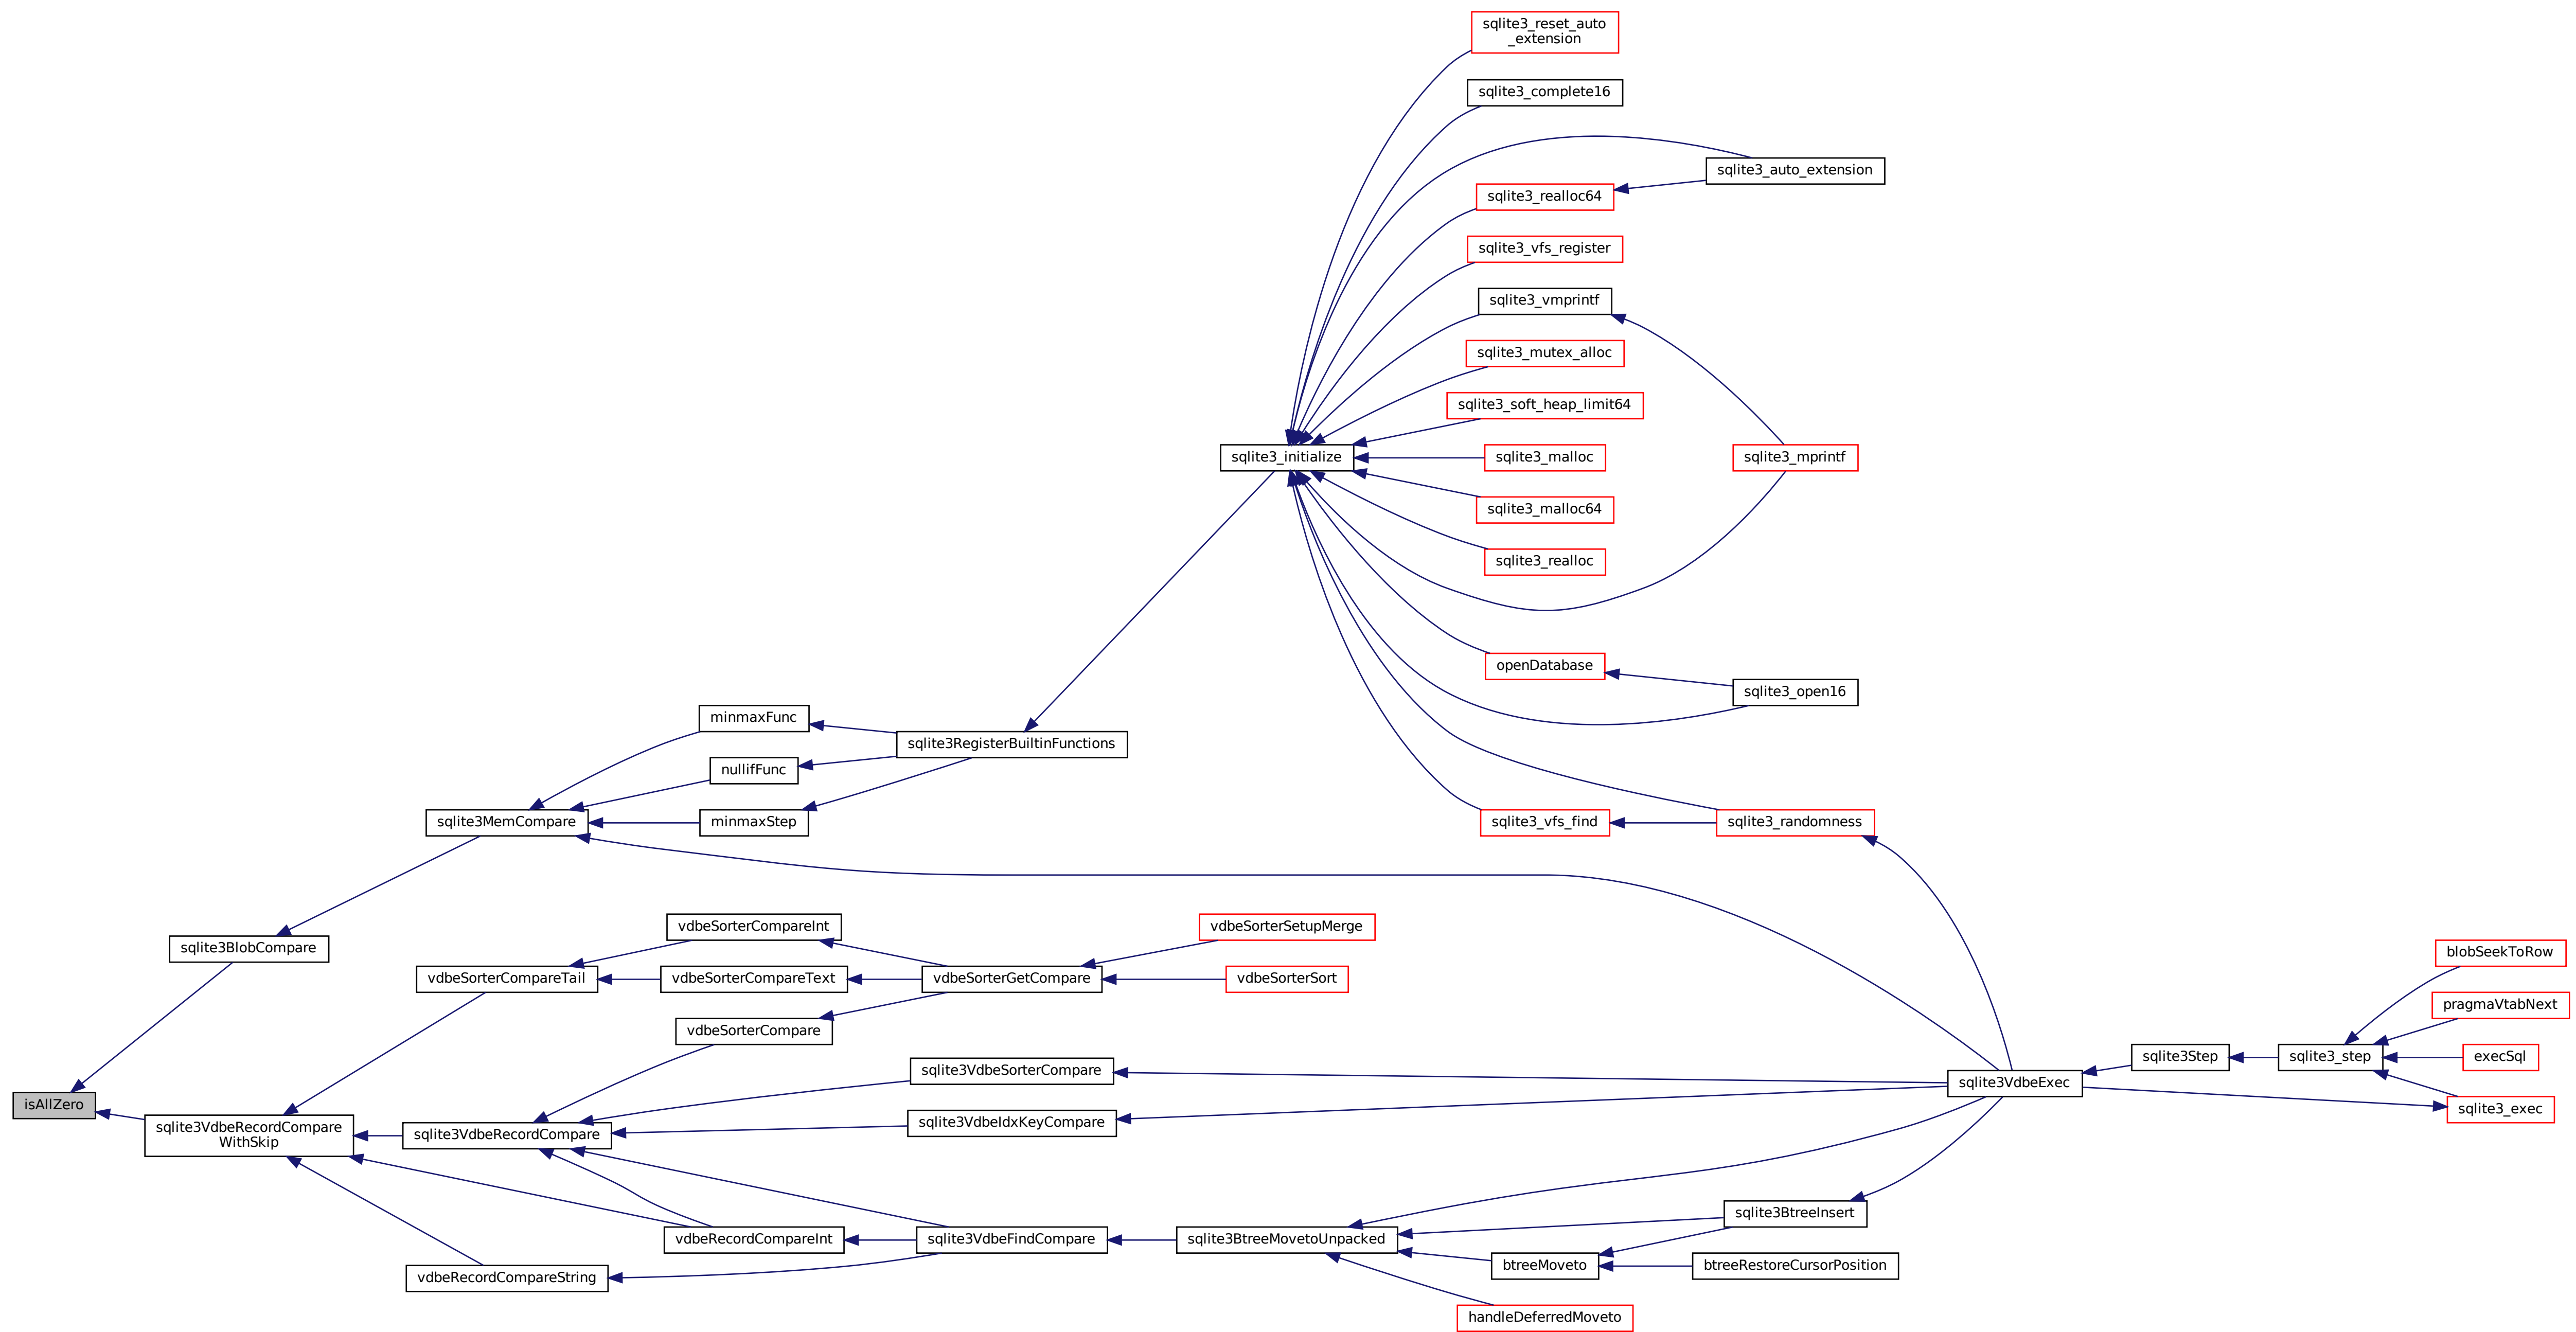 sqlite3_reset_auto
_extension
sqlite3_complete16
sqlite3_auto_extension
sqlite3_realloc64
sqlite3_vfs_register
sqlite3_vmprintf
sqlite3_mutex_alloc
sqlite3_soft_heap_limit64
sqlite3_initialize
sqlite3_malloc
sqlite3_mprintf
sqlite3_malloc64
sqlite3_realloc
openDatabase
sqlite3_open16
minmaxFunc
sqlite3RegisterBuiltinFunctions
nullifFunc
sqlite3MemCompare
minmaxStep
sqlite3_vfs_find
sqlite3_randomness
vdbeSorterCompareInt
vdbeSorterSetupMerge
sqlite3BlobCompare
blobSeekToRow
vdbeSorterCompareTail
vdbeSorterCompareText
vdbeSorterGetCompare
vdbeSorterSort
pragmaVtabNext
vdbeSorterCompare
sqlite3Step
sqlite3_step
execSql
sqlite3VdbeSorterCompare
sqlite3VdbeExec
isAllZero
sqlite3_exec
sqlite3VdbeIdxKeyCompare
sqlite3VdbeRecordCompare
WithSkip
sqlite3VdbeRecordCompare
sqlite3BtreeInsert
vdbeRecordCompareInt
sqlite3VdbeFindCompare
sqlite3BtreeMovetoUnpacked
vdbeRecordCompareString
btreeMoveto
btreeRestoreCursorPosition
handleDeferredMoveto